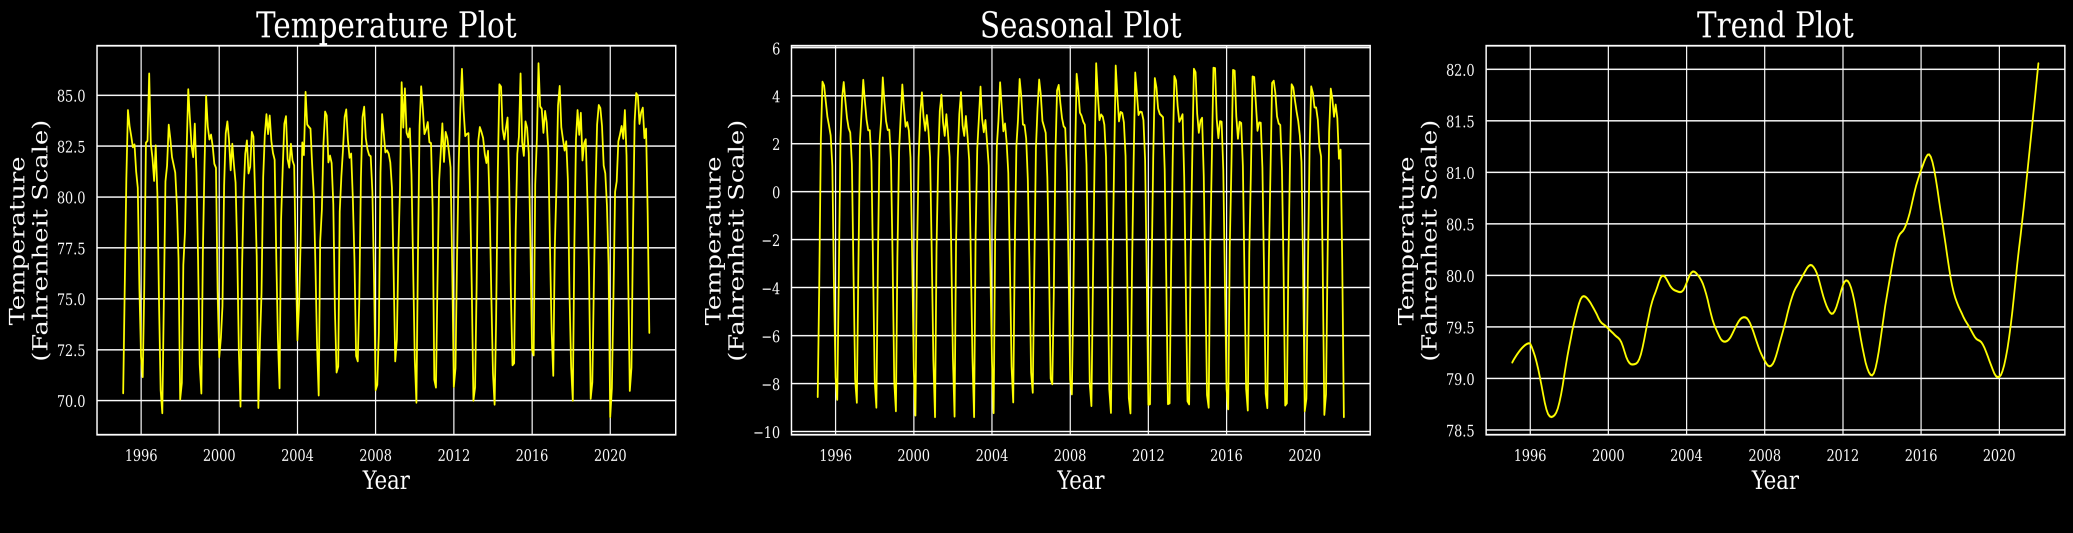 Temperature Plot
Temperature
(Fahrenheit Scale)
85.0
82.5
80.0
77.5
75.0
72.5
70.0
1996 2000 2004 2008 2012 2016 2020
Year
Seasonal Plot
Temperature
(Fahrenheit Scale)
6
4
2
0
−2
−4
−6
−8
−10
1996 2000 2004 2008 2012 2016 2020
Year
Trend Plot
Temperature
(Fahrenheit Scale)
82.0
81.5
81.0
80.5
80.0
79.5
79.0
78.5
1996 2000 2004 2008 2012 2016 2020
Year